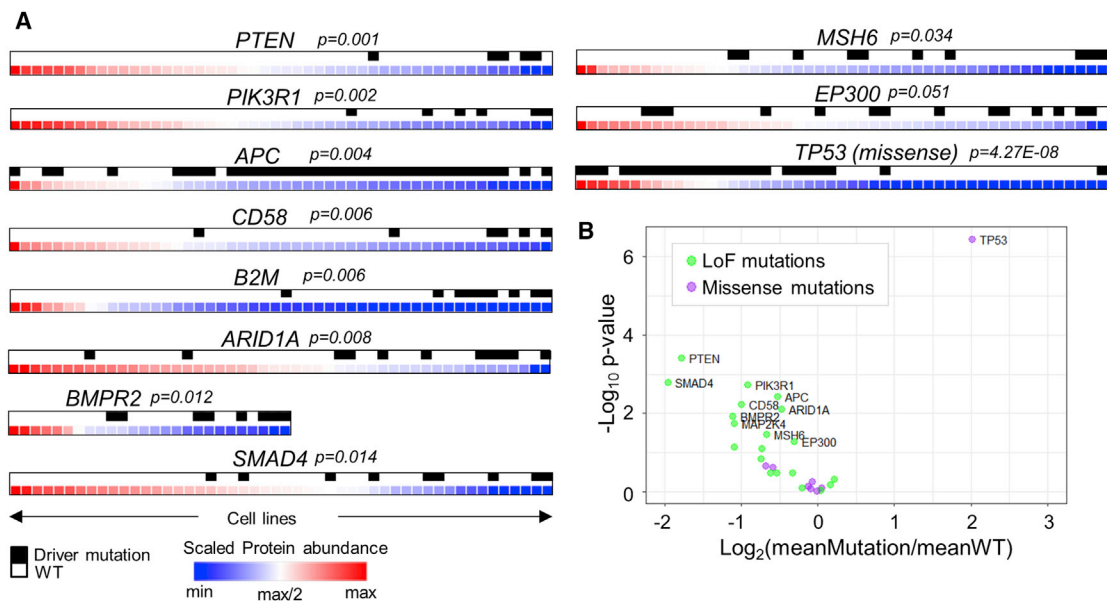 A
PTEN p=0.001
PIK3R1 p=0.002
APC p=0.004
CD58 p=0.006
B2M p=0.006
ARID1A p=0.008
BMPR2 p=0.012
SMAD4 p=0.014
Cell lines
Driver mutation
WT
Scaled Protein abundance
min max/2 max
MSH6 p=0.034
EP300 p=0.051
TP53 (missense) p=4.27E-08
B
LoF mutations
Missense mutations
TP53
PTEN
SMAD4
PIK3R1
APC
CD58
ARID1A
BMPR2
MAP2K4
MSH6
EP300
-Log10 p-value
6
4
2
0
-2 -1 0 1 2 3
Log2(meanMutation/meanWT)